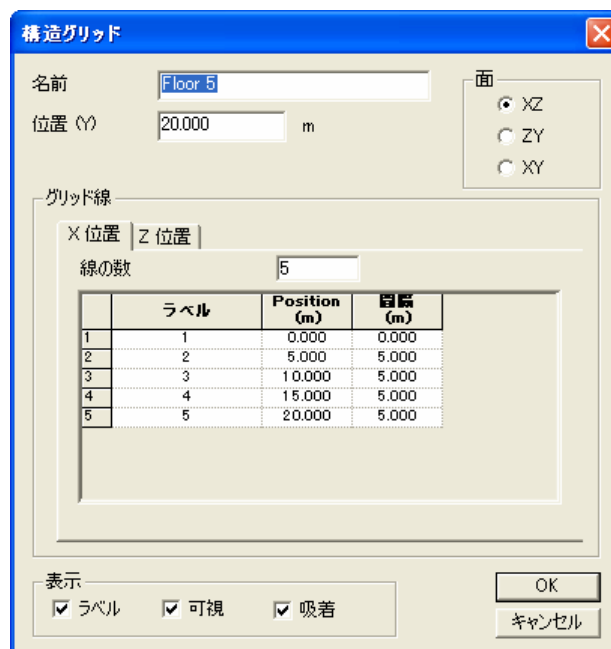 構造グリッド
名前 Floor 5
位置 (Y) 20.000 m
面
XZ
ZY
XY
グリッド線
X 位置 Z 位置
線の数 5
ラベル Position (m) 間隔 (m)
1 1 0.000 0.000
2 2 5.000 5.000
3 3 10.000 5.000
4 4 15.000 5.000
5 5 20.000 5.000
表示
ラベル 可視 吸着
OK
キャンセル